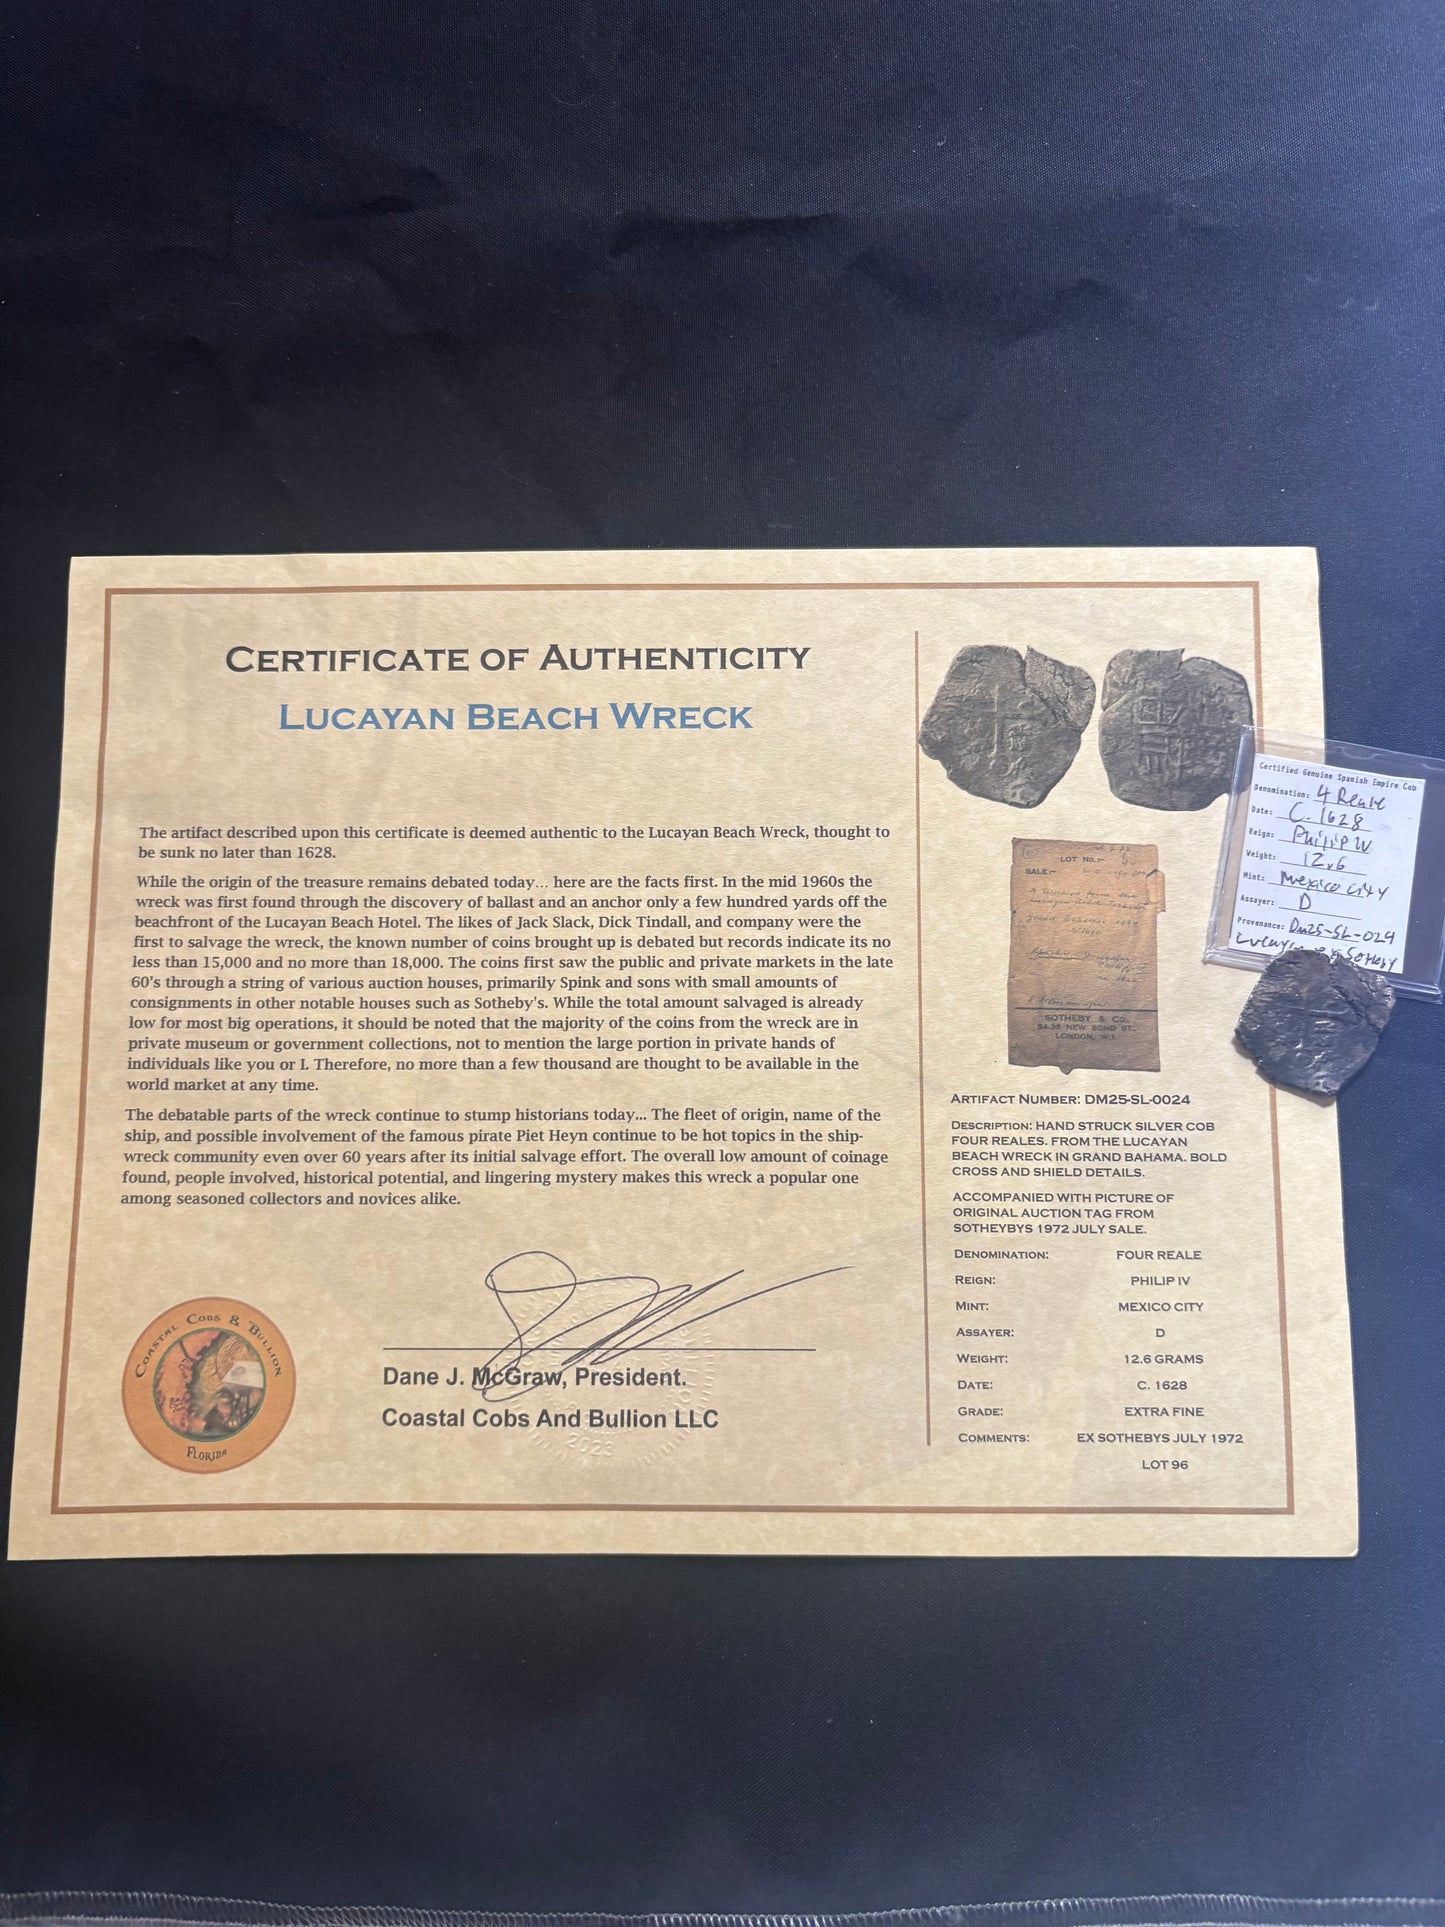 CERTIFICATE OF AUTHENTICITY
LUCAYAN BEACH WRECK
The artifact described upon this certificate is deemed authentic to the Lucayan Beach Wreck, thought to
be sunk no later than 1628.
While the origin of the treasure remains debated today... here are the facts first. In the mid 1960s the
wreck was first found through the discovery of ballast and an anchor only a few hundred yards off the
beachfront of the Lucayan Beach Hotel. The likes of Jack Slack, Dick Tindall, and company were the
first to salvage the wreck, the known number of coins brought up is debated but records indicate its no
less than 15,000 and no more than 18,000. The coins first saw the public and private markets in the late
60's through a string of various auction houses, primarily Spink and sons with small amounts of
consignments in other notable houses such as Sotheby's. While the total amount salvaged is already
low for most big operations, it should be noted that the majority of the coins from the wreck are in
private museum or government collections, not to mention the large portion in private hands of
individuals like you or I. Therefore, no more than a few thousand are thought to be available in the
world market at any time.
The debatable parts of the wreck continue to stump historians today... The fleet of origin, name of the
ship, and possible involvement of the famous pirate Piet Heyn continue to be hot topics in the ship-
wreck community even over 60 years after its initial salvage effort. The overall low amount of coinage
found, people involved, historical potential, and lingering mystery makes this wreck a popular one
among seasoned collectors and novices alike.
COASTAL COBS & BULLION
FLORIDA
Dane J. McGraw, President.
Coastal Cobs And Bullion LLC
2023
LOT No.:-
SALE:-
SOTHEBY & CO.
34-35 NEW BOND ST.
LONDON, W.1.
ARTIFACT NUMBER: DM25-SL-0024
DESCRIPTION: HAND STRUCK SILVER COB
FOUR REALES. FROM THE LUCAYAN
BEACH WRECK IN GRAND BAHAMA. BOLD
CROSS AND SHIELD DETAILS.
ACCOMPANIED WITH PICTURE OF
ORIGINAL AUCTION TAG FROM
SOTHEYBYS 1972 JULY SALE.
DENOMINATION: FOUR REALE
REIGN: PHILIP IV
MINT: MEXICO CITY
ASSAYER: D
WEIGHT: 12.6 GRAMS
DATE: C. 1628
GRADE: EXTRA FINE
COMMENTS: EX SOTHEBYS JULY 1972
LOT 96
Certified Genuine Spanish Empire Cob
Denomination: 4 Reale
Date: C. 1628
Reign: Philip IV
Weight: 12.6
Mint: Mexico City
Assayer: D
Provenance: Dm25-SL-024
Lucayan Ex Sotheby